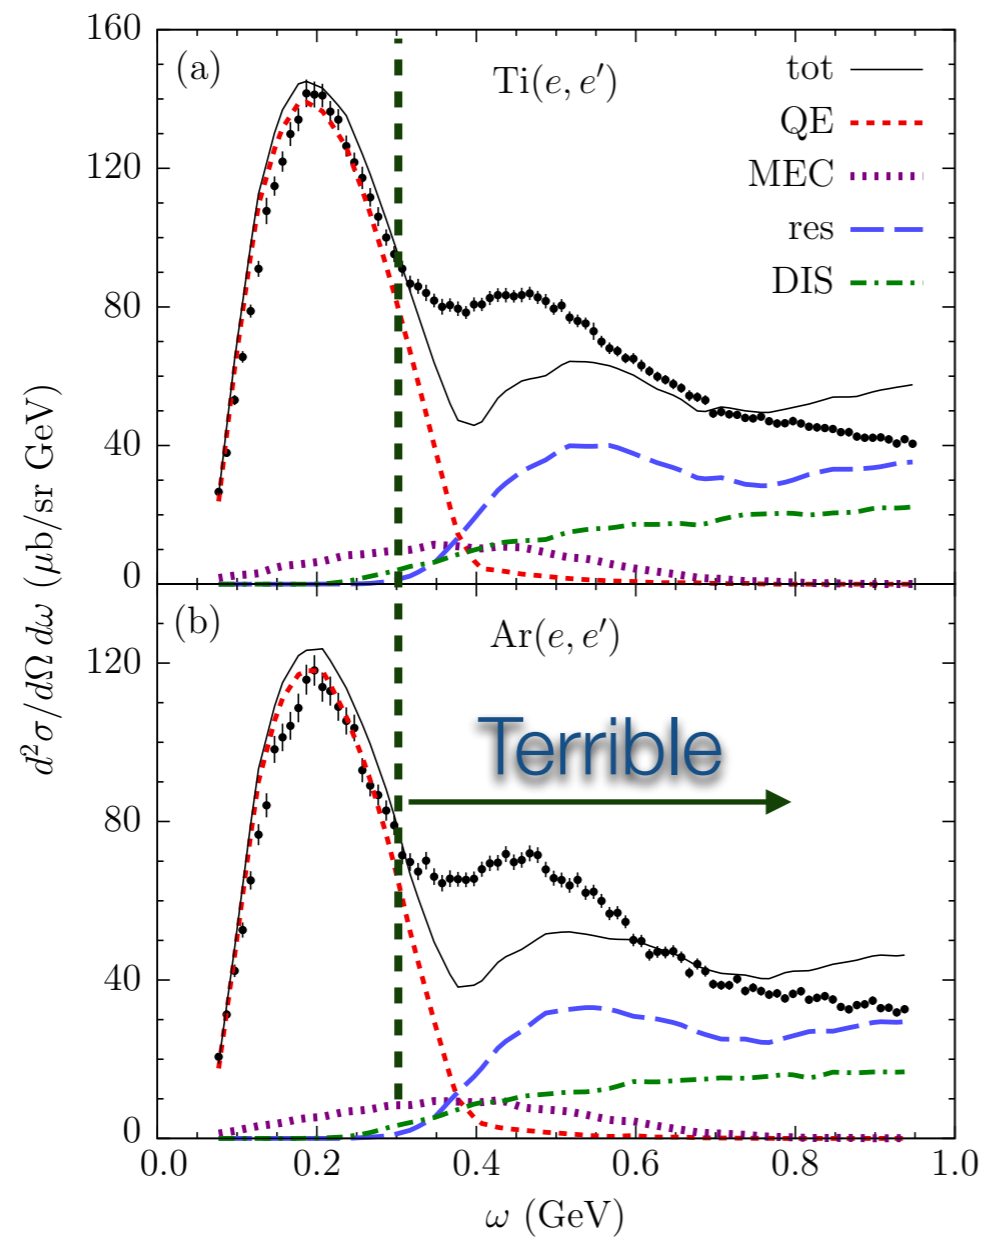 160
(a)
Ti(e, e′)
tot
QE
MEC
res
DIS
120
80
40
0
(b)
Ar(e, e′)
120
Terrible
80
40
0
0.0 0.2 0.4 0.6 0.8 1.0
ω (GeV)
d²σ/dΩ dω (μb/sr GeV)